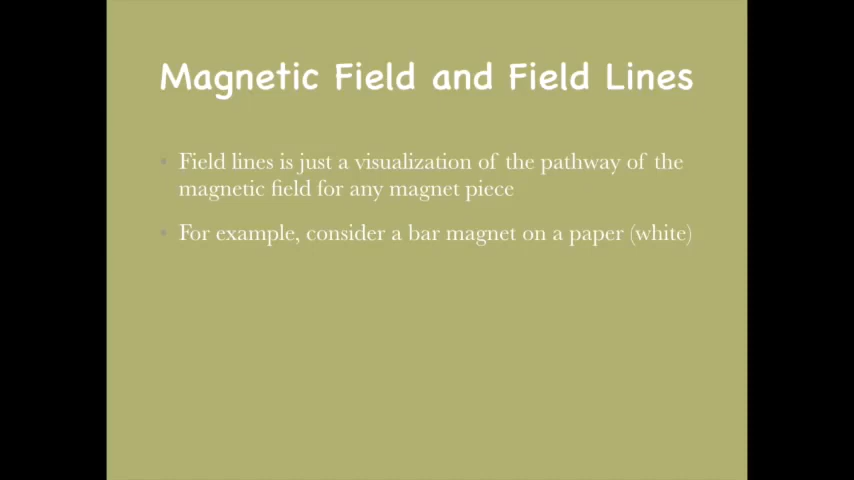 Magnetic Field and Field Lines
• Field lines is just a visualization of the pathway of the
magnetic field for any magnet piece
• For example, consider a bar magnet on a paper (white)